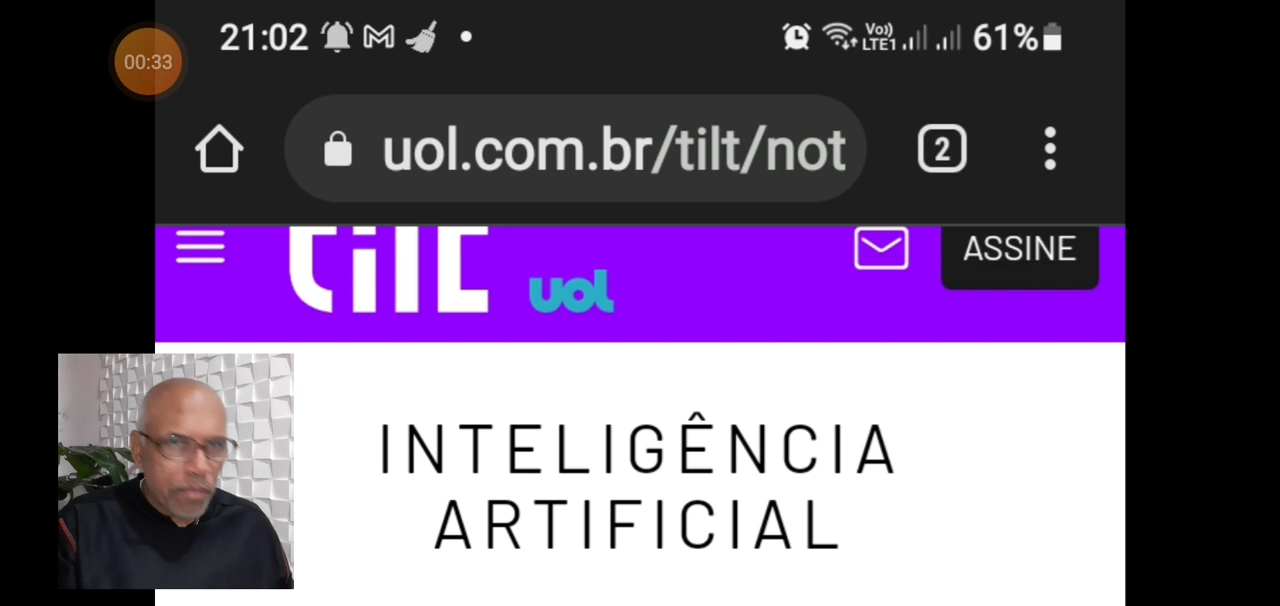 21:02
Vo))
LTE1
61%
00:33
uol.com.br/tilt/not
2
tilt
uol
ASSINE
INTELIGÊNCIA
ARTIFICIAL